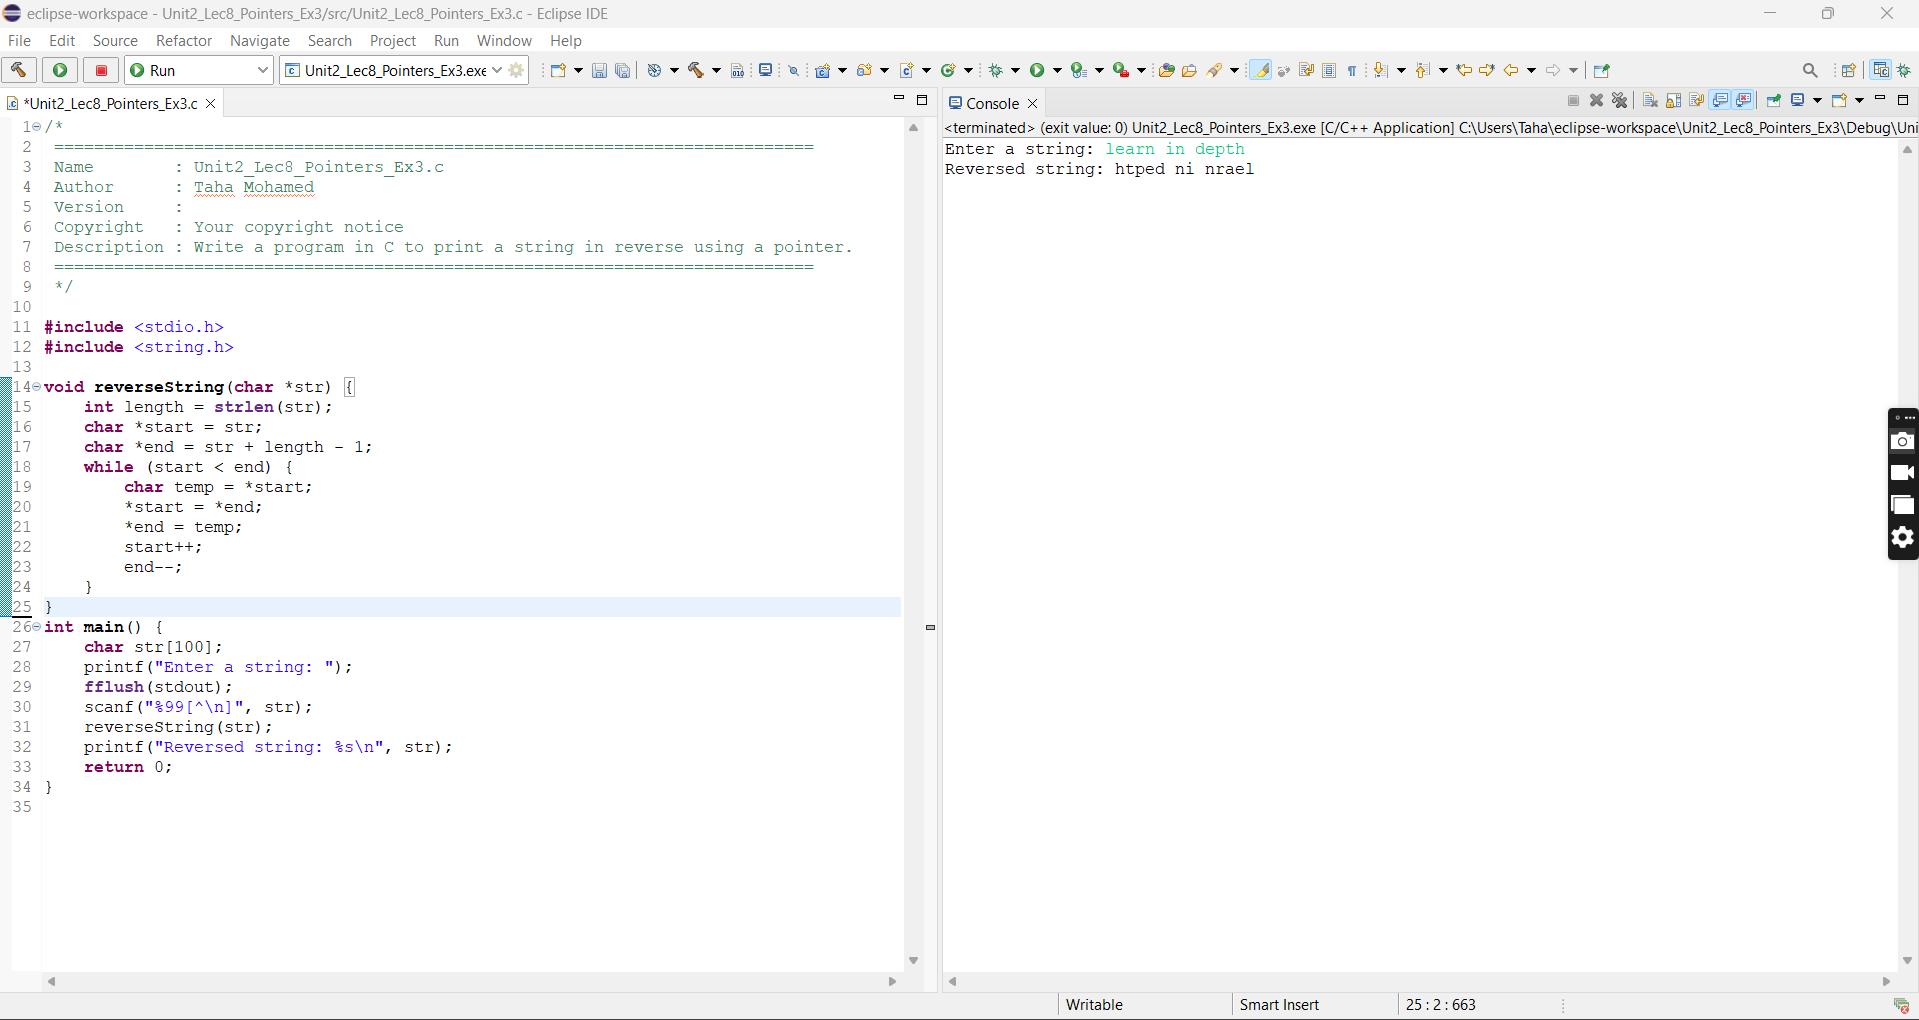 eclipse-workspace - Unit2_Lec8_Pointers_Ex3/src/Unit2_Lec8_Pointers_Ex3.c - Eclipse IDE
File Edit Source Refactor Navigate Search Project Run Window Help
Run
Unit2_Lec8_Pointers_Ex3.exe
*Unit2_Lec8_Pointers_Ex3.c
1 /*
2 ============================================================================
3 Name        : Unit2_Lec8_Pointers_Ex3.c
4 Author      : Taha Mohamed
5 Version     :
6 Copyright   : Your copyright notice
7 Description : Write a program in C to print a string in reverse using a pointer.
8 ============================================================================
9 */
10
11 #include <stdio.h>
12 #include <string.h>
13
14 void reverseString(char *str) {
15     int length = strlen(str);
16     char *start = str;
17     char *end = str + length - 1;
18     while (start < end) {
19         char temp = *start;
20         *start = *end;
21         *end = temp;
22         start++;
23         end--;
24     }
25 }
26 int main() {
27     char str[100];
28     printf("Enter a string: ");
29     fflush(stdout);
30     scanf("%99[^\n]", str);
31     reverseString(str);
32     printf("Reversed string: %s\n", str);
33     return 0;
34 }
35
Console
<terminated> (exit value: 0) Unit2_Lec8_Pointers_Ex3.exe [C/C++ Application] C:\Users\Taha\eclipse-workspace\Unit2_Lec8_Pointers_Ex3\Debug\Uni
Enter a string: learn in depth
Reversed string: htped ni nrael
Writable
Smart Insert
25 : 2 : 663